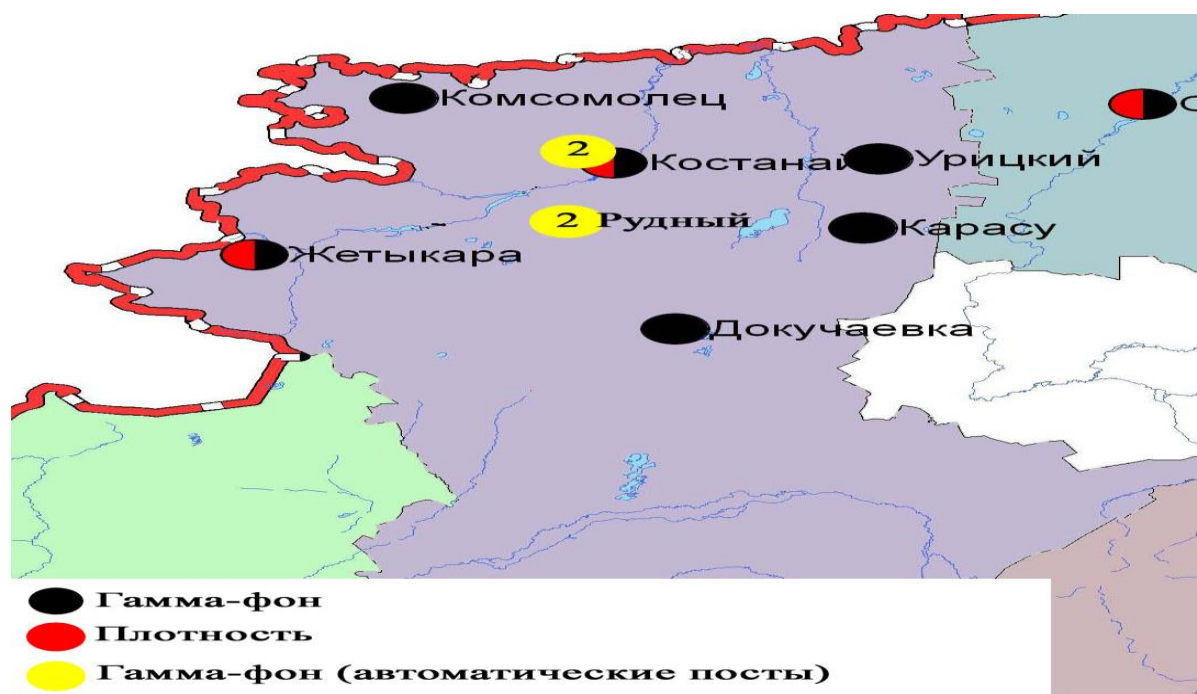 Комсомолец
2
Костанай
Урицкий
2 Рудный
Карасу
Жетыкара
Докучаевка
Гамма-фон
Плотность
Гамма-фон (автоматические посты)